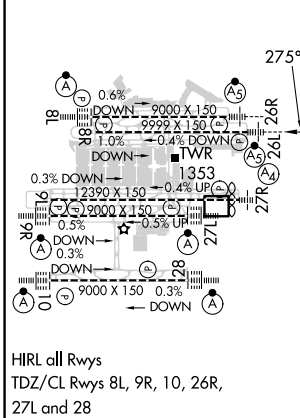 275°
A
P
0.6%
DOWN
9000 X 150
A5
8L
8R
P
P
26R
9999 X 150
P
26L
1.0%
0.4% DOWN
A5
DOWN
TWR
A4
1353
0.3% DOWN
0.4% UP
27R
12390 X 150
9L
P
P
9000 X 150
P
9R
0.5%
0.5% UP
27L
A
DOWN
A
0.3%
DOWN
P
28
A
P
9000 X 150
0.3%
A
10
DOWN
HIRL all Rwys
TDZ/CL Rwys 8L, 9R, 10, 26R,
27L and 28